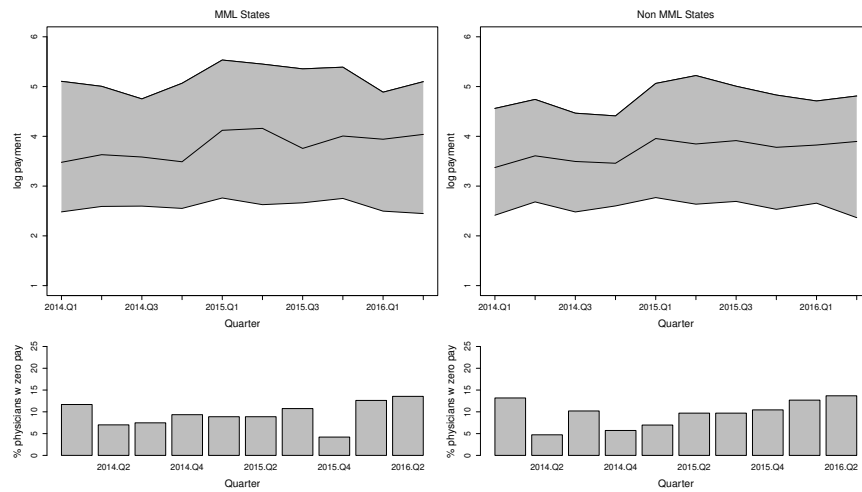 MML States
Non MML States
6
5
4
3
2
1
log payment
2014.Q1
2014.Q3
2015.Q1
2015.Q3
2016.Q1
Quarter
6
5
4
3
2
1
log payment
2014.Q1
2014.Q3
2015.Q1
2015.Q3
2016.Q1
Quarter
25
20
15
10
5
0
% physicians w zero pay
2014.Q2
2014.Q4
2015.Q2
2015.Q4
2016.Q2
Quarter
25
20
15
10
5
0
% physicians w zero pay
2014.Q2
2014.Q4
2015.Q2
2015.Q4
2016.Q2
Quarter